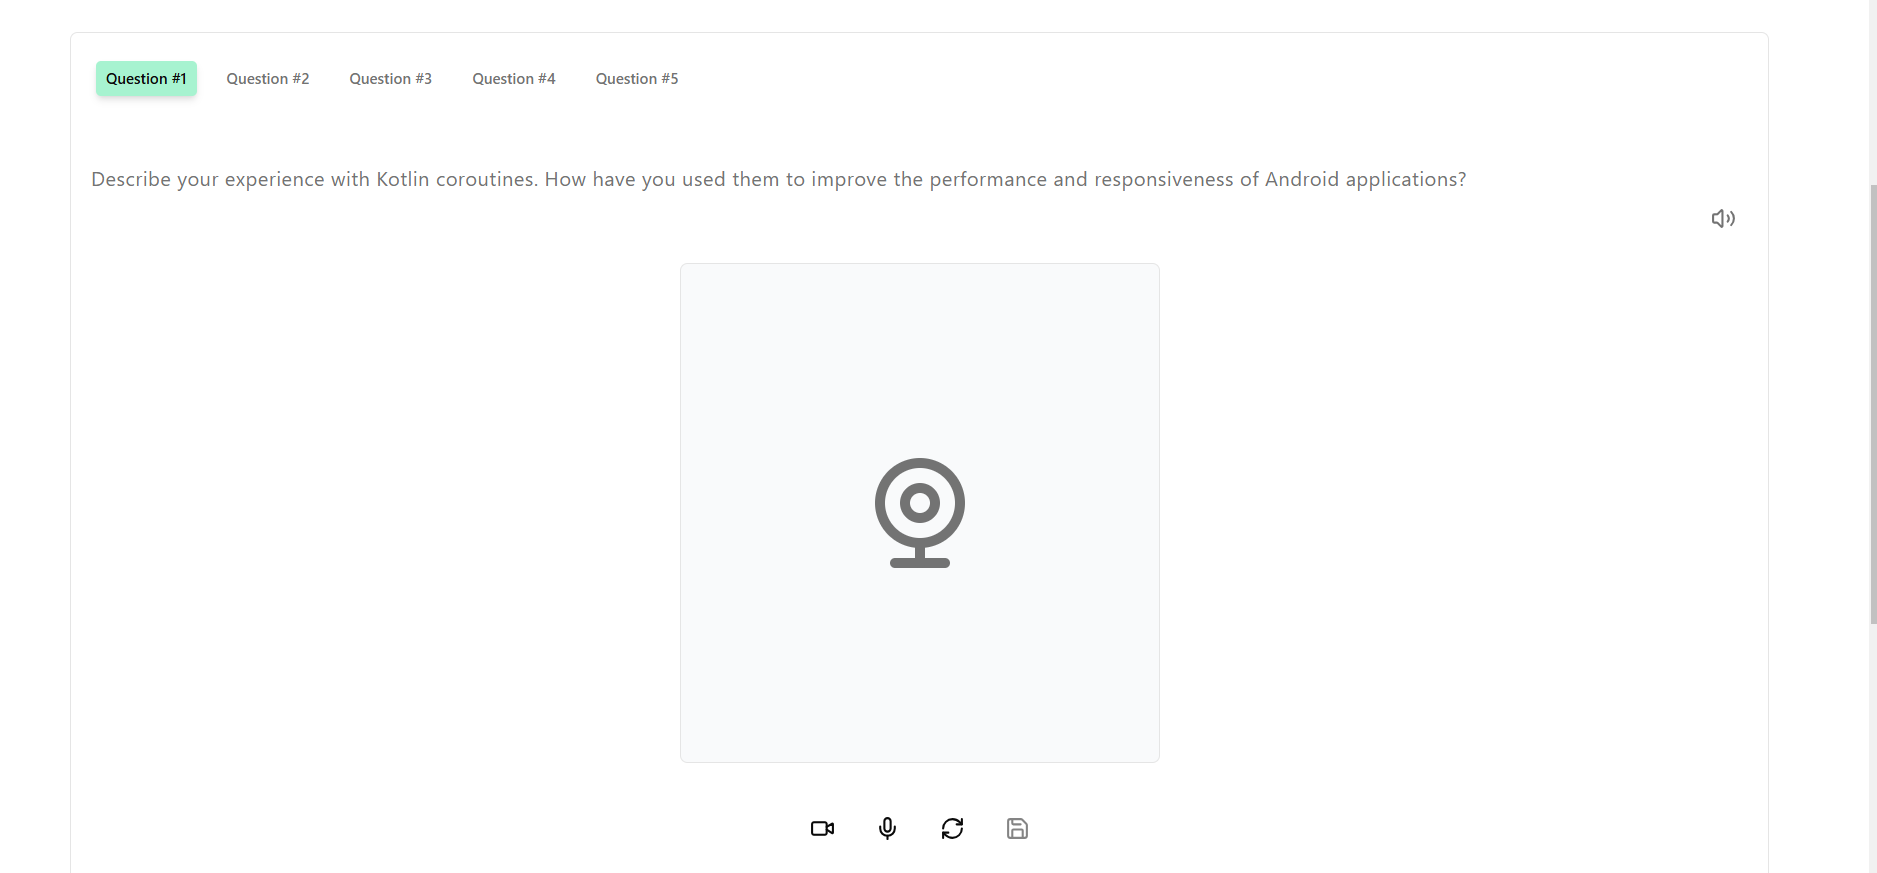 Question #1 Question #2 Question #3 Question #4 Question #5
Describe your experience with Kotlin coroutines. How have you used them to improve the performance and responsiveness of Android applications?